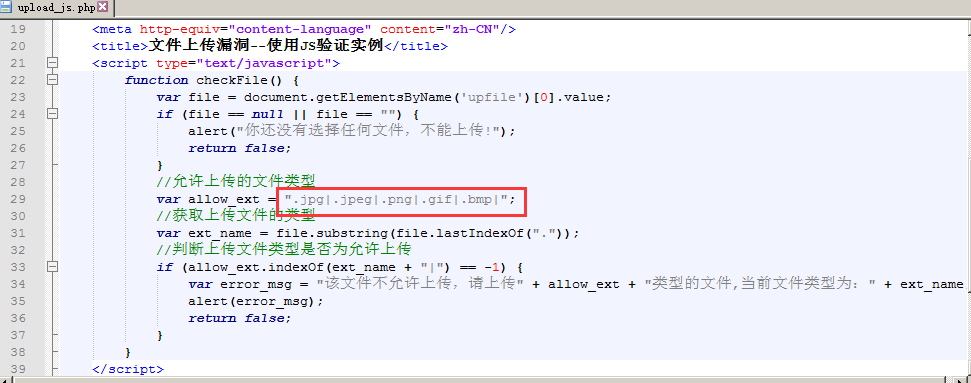 upload_js.php
19 <meta http-equiv="content-language" content="zh-CN"/>
20 <title>文件上传漏洞--使用JS验证实例</title>
21 <script type="text/javascript">
22 function checkFile() {
23 var file = document.getElementsByName('upfile')[0].value;
24 if (file == null || file == "") {
25 alert("你还没有选择任何文件，不能上传!");
26 return false;
27 }
28 //允许上传的文件类型
29 var allow_ext = ".jpg|.jpeg|.png|.gif|.bmp|";
30 //获取上传文件的类型
31 var ext_name = file.substring(file.lastIndexOf("."));
32 //判断上传文件类型是否为允许上传
33 if (allow_ext.indexOf(ext_name + "|") == -1) {
34 var error_msg = "该文件不允许上传，请上传" + allow_ext + "类型的文件,当前文件类型为：" + ext_name
35 alert(error_msg);
36 return false;
37 }
38 }
39 </script>